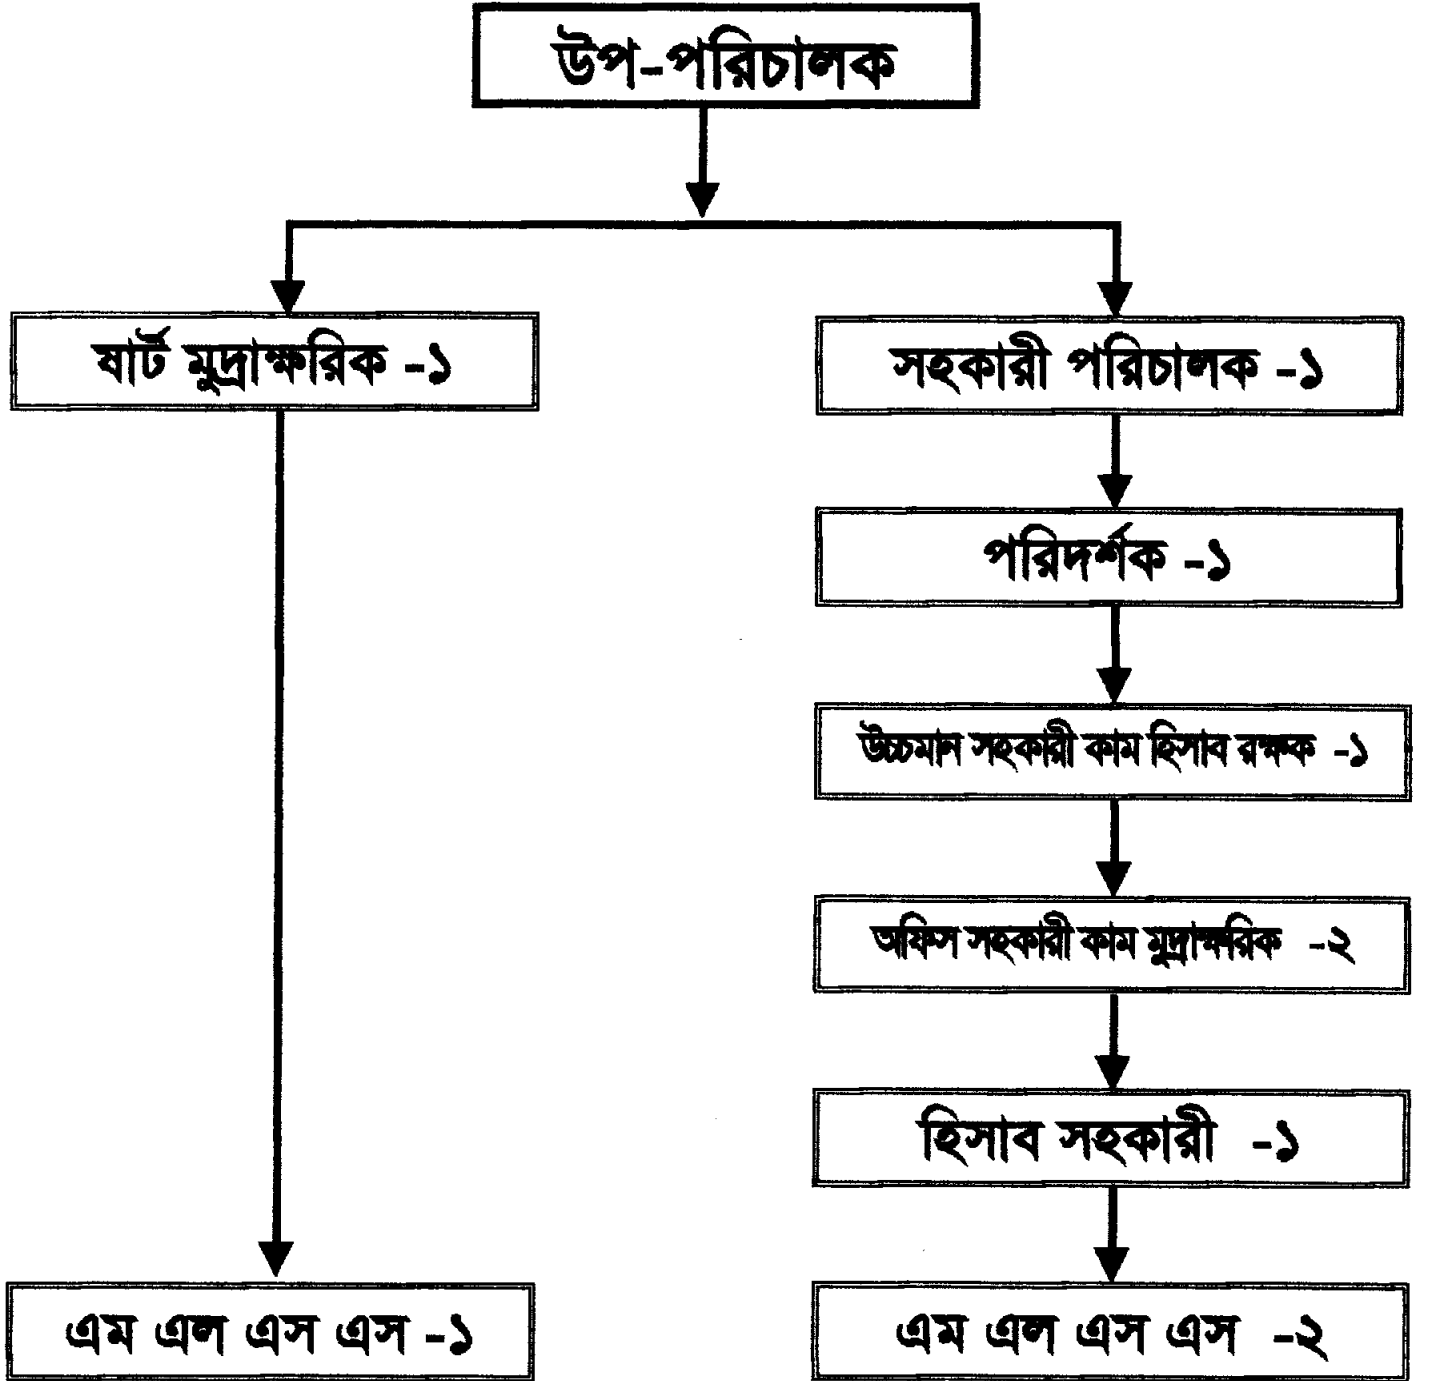 উপ-পরিচালক
ষার্ট মুদ্রাক্ষরিক -১
সহকারী পরিচালক -১
পরিদর্শক -১
উচ্চমান সহকারী কাম হিসাব রক্ষক -১
অফিস সহকারী কাম মুদ্রাক্ষরিক -২
হিসাব সহকারী -১
এম এল এস এস -১
এম এল এস এস -২